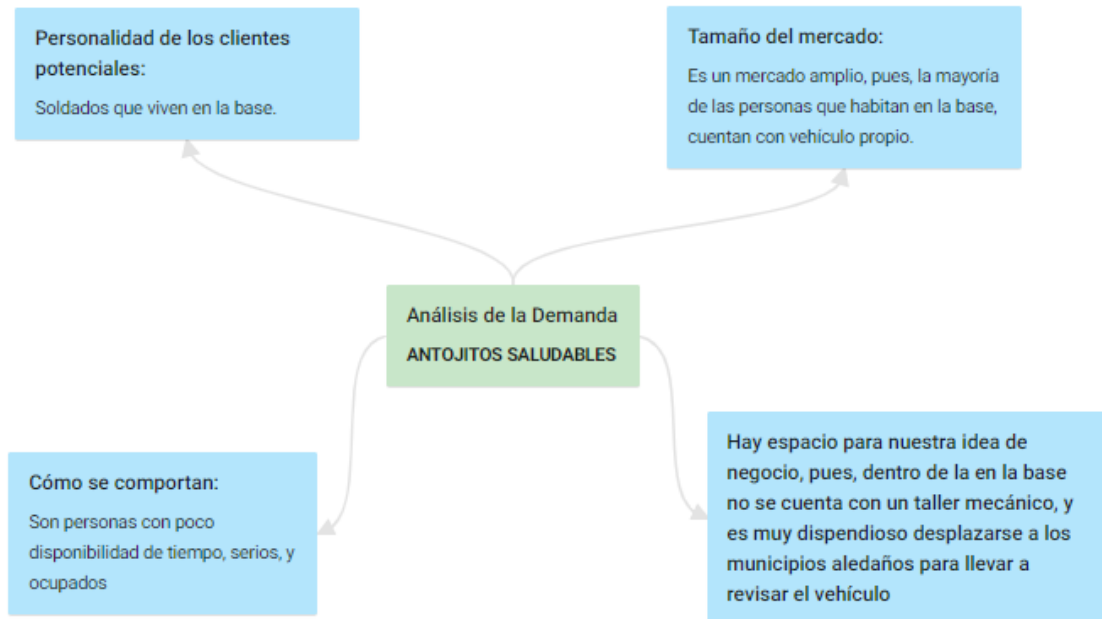 Personalidad de los clientes
potenciales:
Soldados que viven en la base.
Tamaño del mercado:
Es un mercado amplio, pues, la mayoría
de las personas que habitan en la base,
cuentan con vehículo propio.
Análisis de la Demanda
ANTOJITOS SALUDABLES
Cómo se comportan:
Son personas con poco
disponibilidad de tiempo, serios, y
ocupados
Hay espacio para nuestra idea de
negocio, pues, dentro de la en la base
no se cuenta con un taller mecánico, y
es muy dispendioso desplazarse a los
municipios aledaños para llevar a
revisar el vehículo